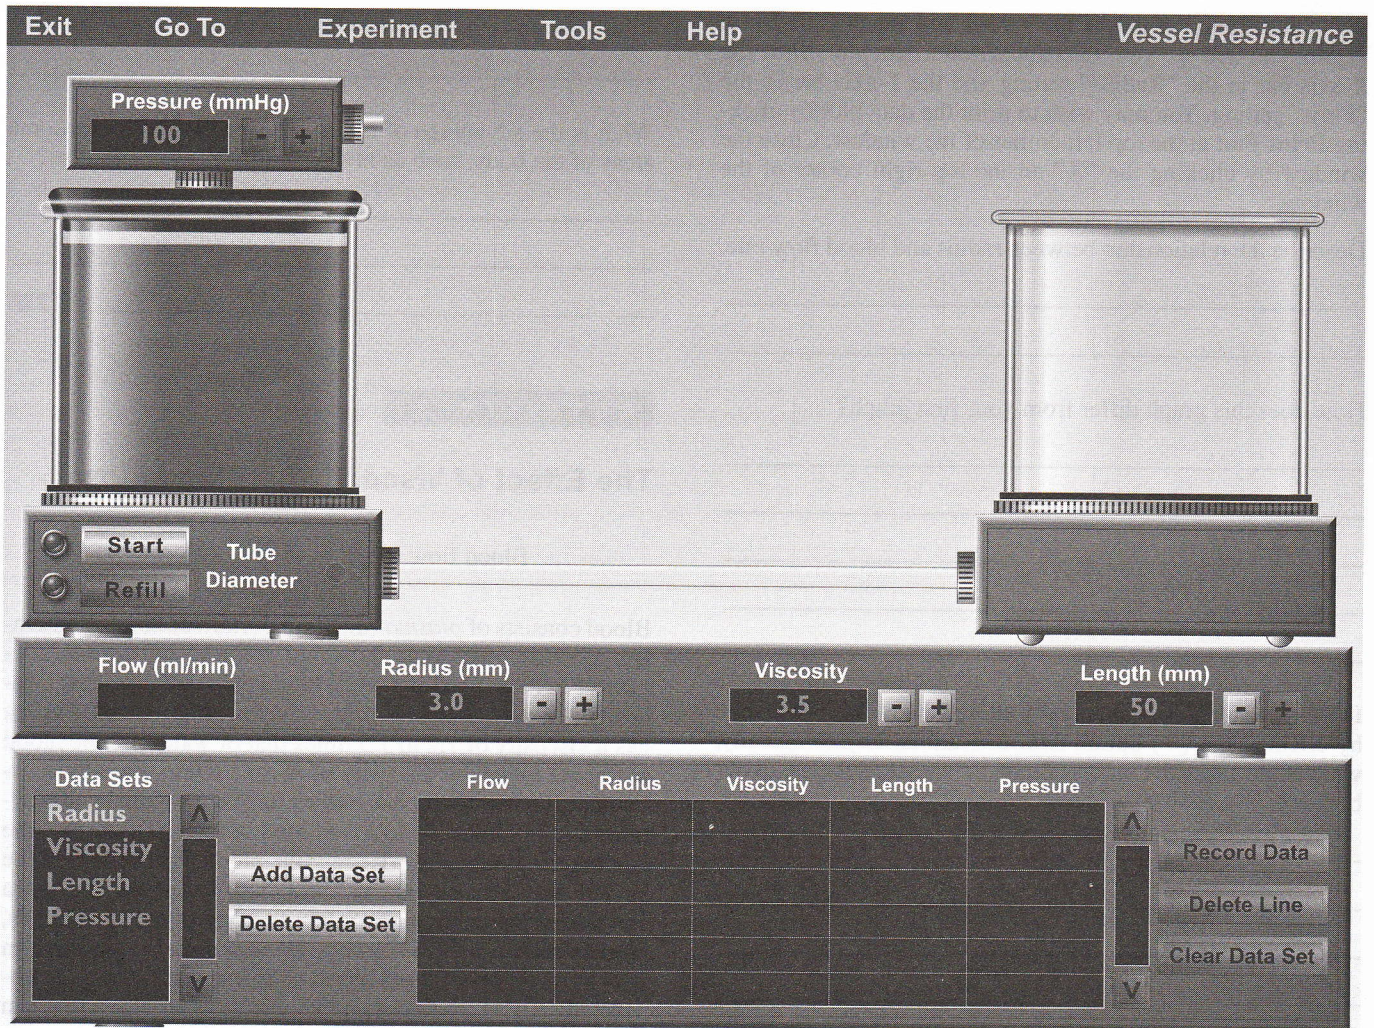 Exit Go To Experiment Tools Help Vessel Resistance
Pressure (mmHg)
100 - +
Start
Refill
Tube
Diameter
Flow (ml/min) Radius (mm) Viscosity Length (mm)
3.0 - + 3.5 - + 50 - +
Data Sets Flow Radius Viscosity Length Pressure
Radius
Viscosity
Length
Pressure
Add Data Set
Delete Data Set
Record Data
Delete Line
Clear Data Set